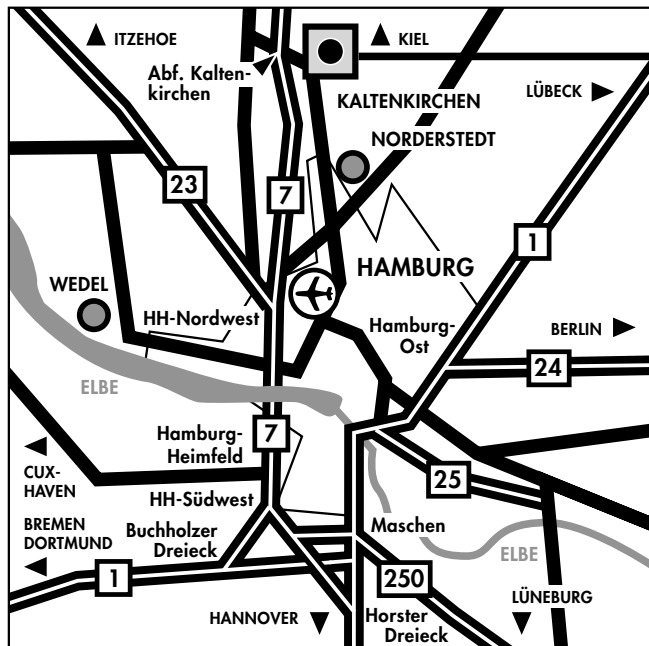 ITZEHOE
KIEL
Abf. Kalten-
kirchen
KALTENKIRCHEN
LÜBECK
NORDERSTEDT
23
7
1
HAMBURG
WEDEL
HH-Nordwest
Hamburg-
Ost
BERLIN
24
ELBE
7
Hamburg-
Heimfeld
CUX-
HAVEN
25
HH-Südwest
BREMEN
DORTMUND
Buchholzer
Dreieck
Maschen
ELBE
1
250
LÜNEBURG
HANNOVER
Horster
Dreieck